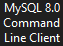 MySQL 8.0
Command
Line Client